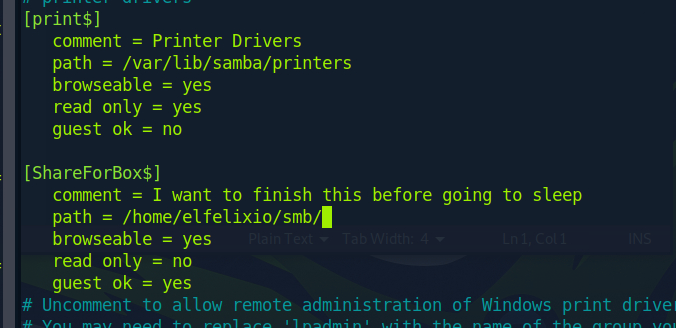 # printer drivers
[print$]
comment = Printer Drivers
path = /var/lib/samba/printers
browseable = yes
read only = yes
guest ok = no
[ShareForBox$]
comment = I want to finish this before going to sleep
path = /home/elfelixio/smb/
browseable = yes
Plain Text Tab Width: 4 Ln 1, Col 1 INS
read only = no
guest ok = yes
# Uncomment to allow remote administration of Windows print driver
# You may need to replace 'lpadmin' with the name of the group you